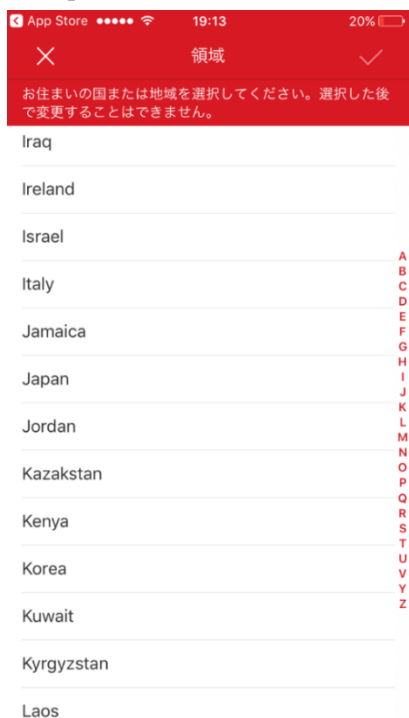 App Store 19:13 20%
領域
お住まいの国または地域を選択してください。選択した後
で変更することはできません。
Iraq
Ireland
Israel
Italy
Jamaica
Japan
Jordan
Kazakstan
Kenya
Korea
Kuwait
Kyrgyzstan
Laos
A
B
C
D
E
F
G
H
I
J
K
L
M
N
O
P
Q
R
S
T
U
V
Y
Z